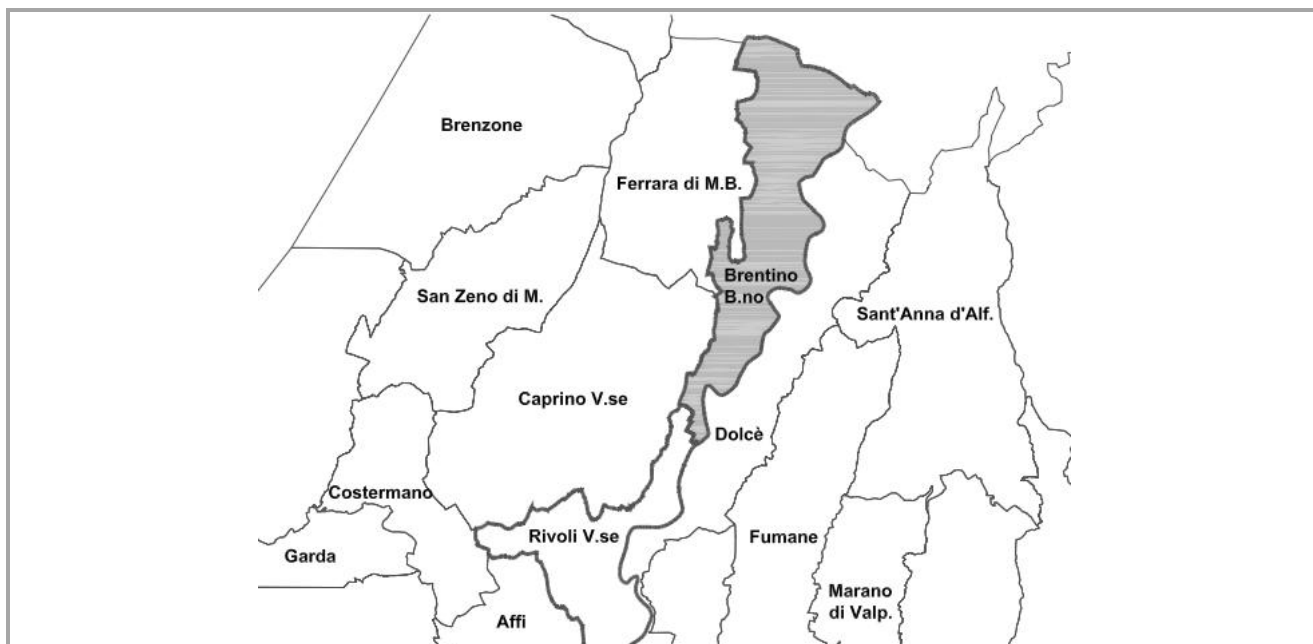 Brenzone
Ferrara di M.B.
Brentino
B.no
San Zeno di M.
Sant'Anna d'Alf.
Caprino V.se
Dolcè
Costermano
Rivoli V.se
Fumane
Garda
Marano
di Valp.
Affi